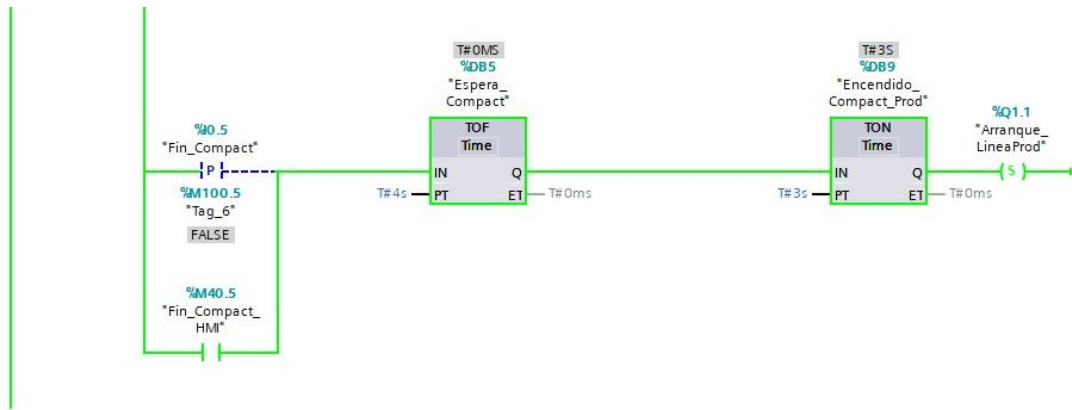 T#0MS
%DB5
"Espera_
Compact"
TOF
Time
IN
Q
T#4s
PT
ET
T#0ms
T#3S
%DB9
"Encendido_
Compact_Prod"
TON
Time
IN
Q
T#3s
PT
ET
T#0ms
%Q1.1
"Arranque_
LineaProd"
S
%I0.5
"Fin_Compact"
P
%M100.5
"Tag_6"
FALSE
%M40.5
"Fin_Compact_
HMI"